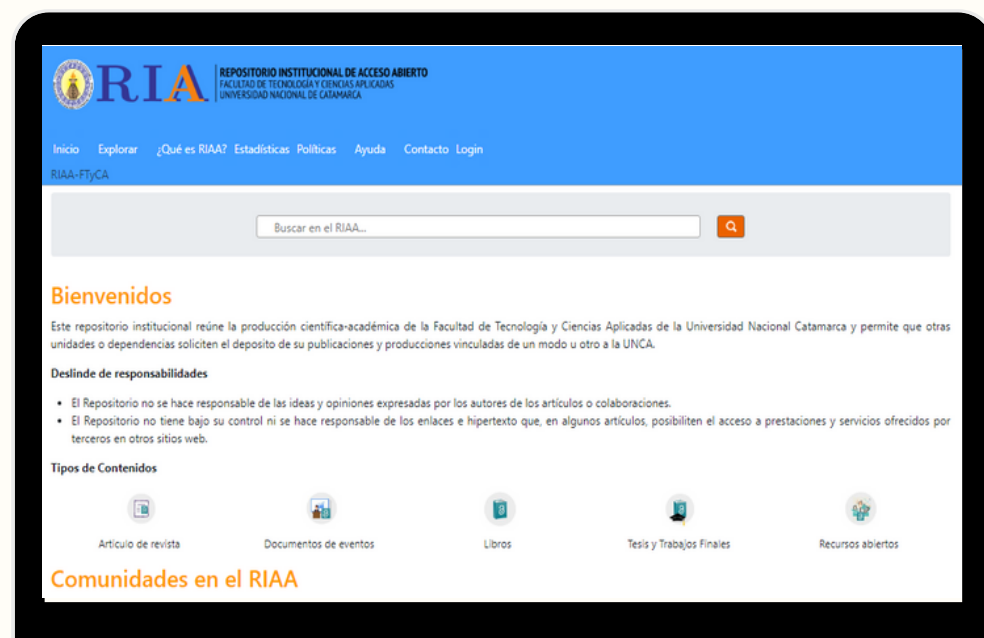 RIA
REPOSITORIO INSTITUCIONAL DE ACCESO ABIERTO
FACULTAD DE TECNOLOGÍA Y CIENCIAS APLICADAS
UNIVERSIDAD NACIONAL DE CATAMARCA
Inicio Explorar ¿Qué es RIAA? Estadísticas Políticas Ayuda Contacto Login
RIAA-FTyCA
Buscar en el RIAA...
Bienvenidos
Este repositorio institucional reúne la producción científica-académica de la Facultad de Tecnología y Ciencias Aplicadas de la Universidad Nacional Catamarca y permite que otras
unidades o dependencias soliciten el deposito de su publicaciones y producciones vinculadas de un modo u otro a la UNCA.
Deslinde de responsabilidades
• El Repositorio no se hace responsable de las ideas y opiniones expresadas por los autores de los artículos o colaboraciones.
• El Repositorio no tiene bajo su control ni se hace responsable de los enlaces e hipertexto que, en algunos artículos, posibiliten el acceso a prestaciones y servicios ofrecidos por
terceros en otros sitios web.
Tipos de Contenidos
Artículo de revista Documentos de eventos Libros Tesis y Trabajos Finales Recursos abiertos
Comunidades en el RIAA